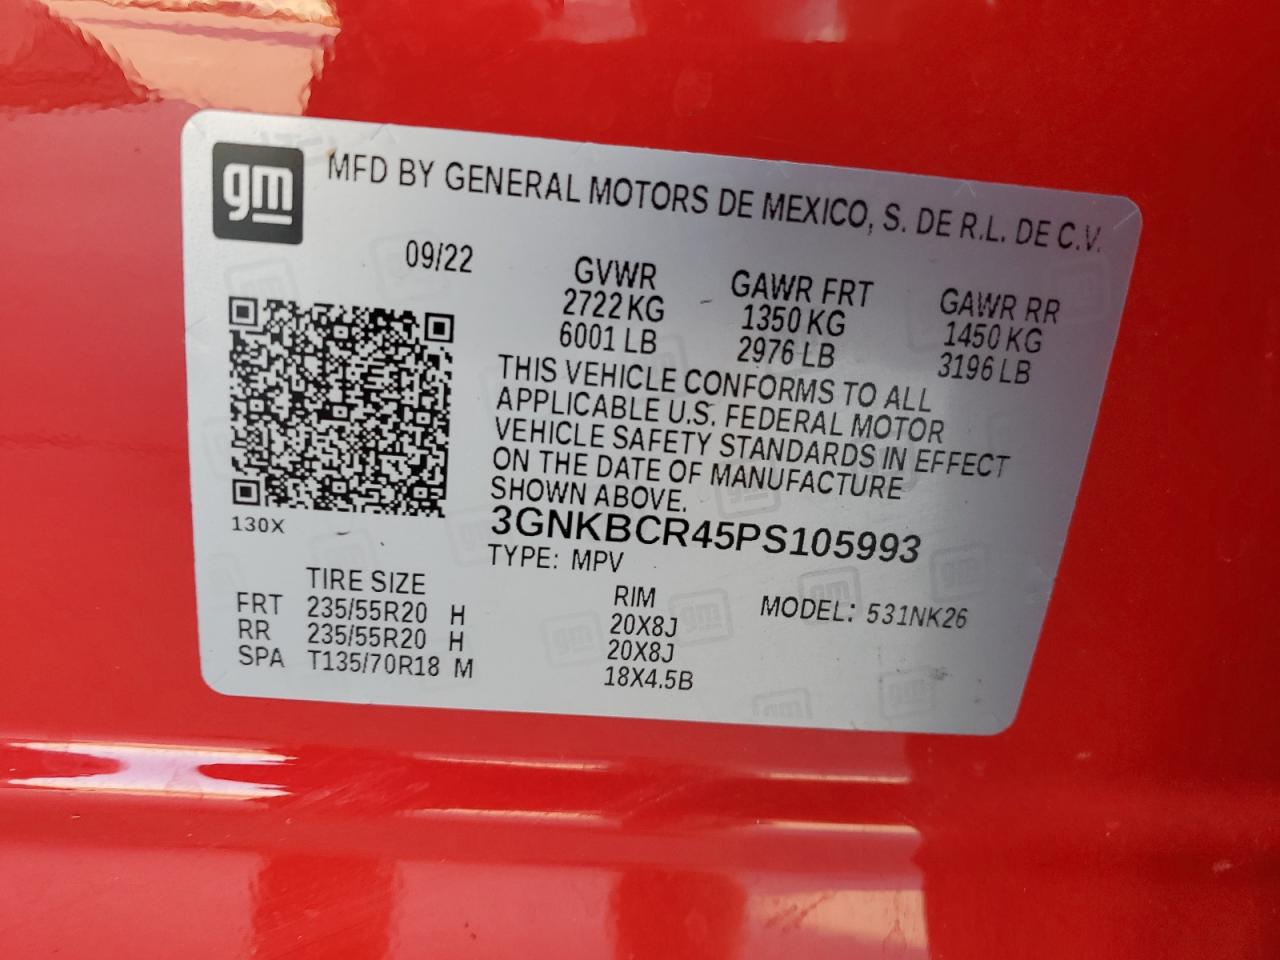 gm
MFD BY GENERAL MOTORS DE MEXICO, S. DE R.L. DE C.V.
09/22
GVWR GAWR FRT GAWR RR
2722 KG 1350 KG 1450 KG
6001 LB 2976 LB 3196 LB
THIS VEHICLE CONFORMS TO ALL
APPLICABLE U.S. FEDERAL MOTOR
VEHICLE SAFETY STANDARDS IN EFFECT
ON THE DATE OF MANUFACTURE
SHOWN ABOVE.
130X
3GNKBCR45PS105993
TYPE: MPV
TIRE SIZE RIM MODEL: 531NK26
FRT 235/55R20 H 20X8J
RR 235/55R20 H 20X8J
SPA T135/70R18 M 18X4.5B